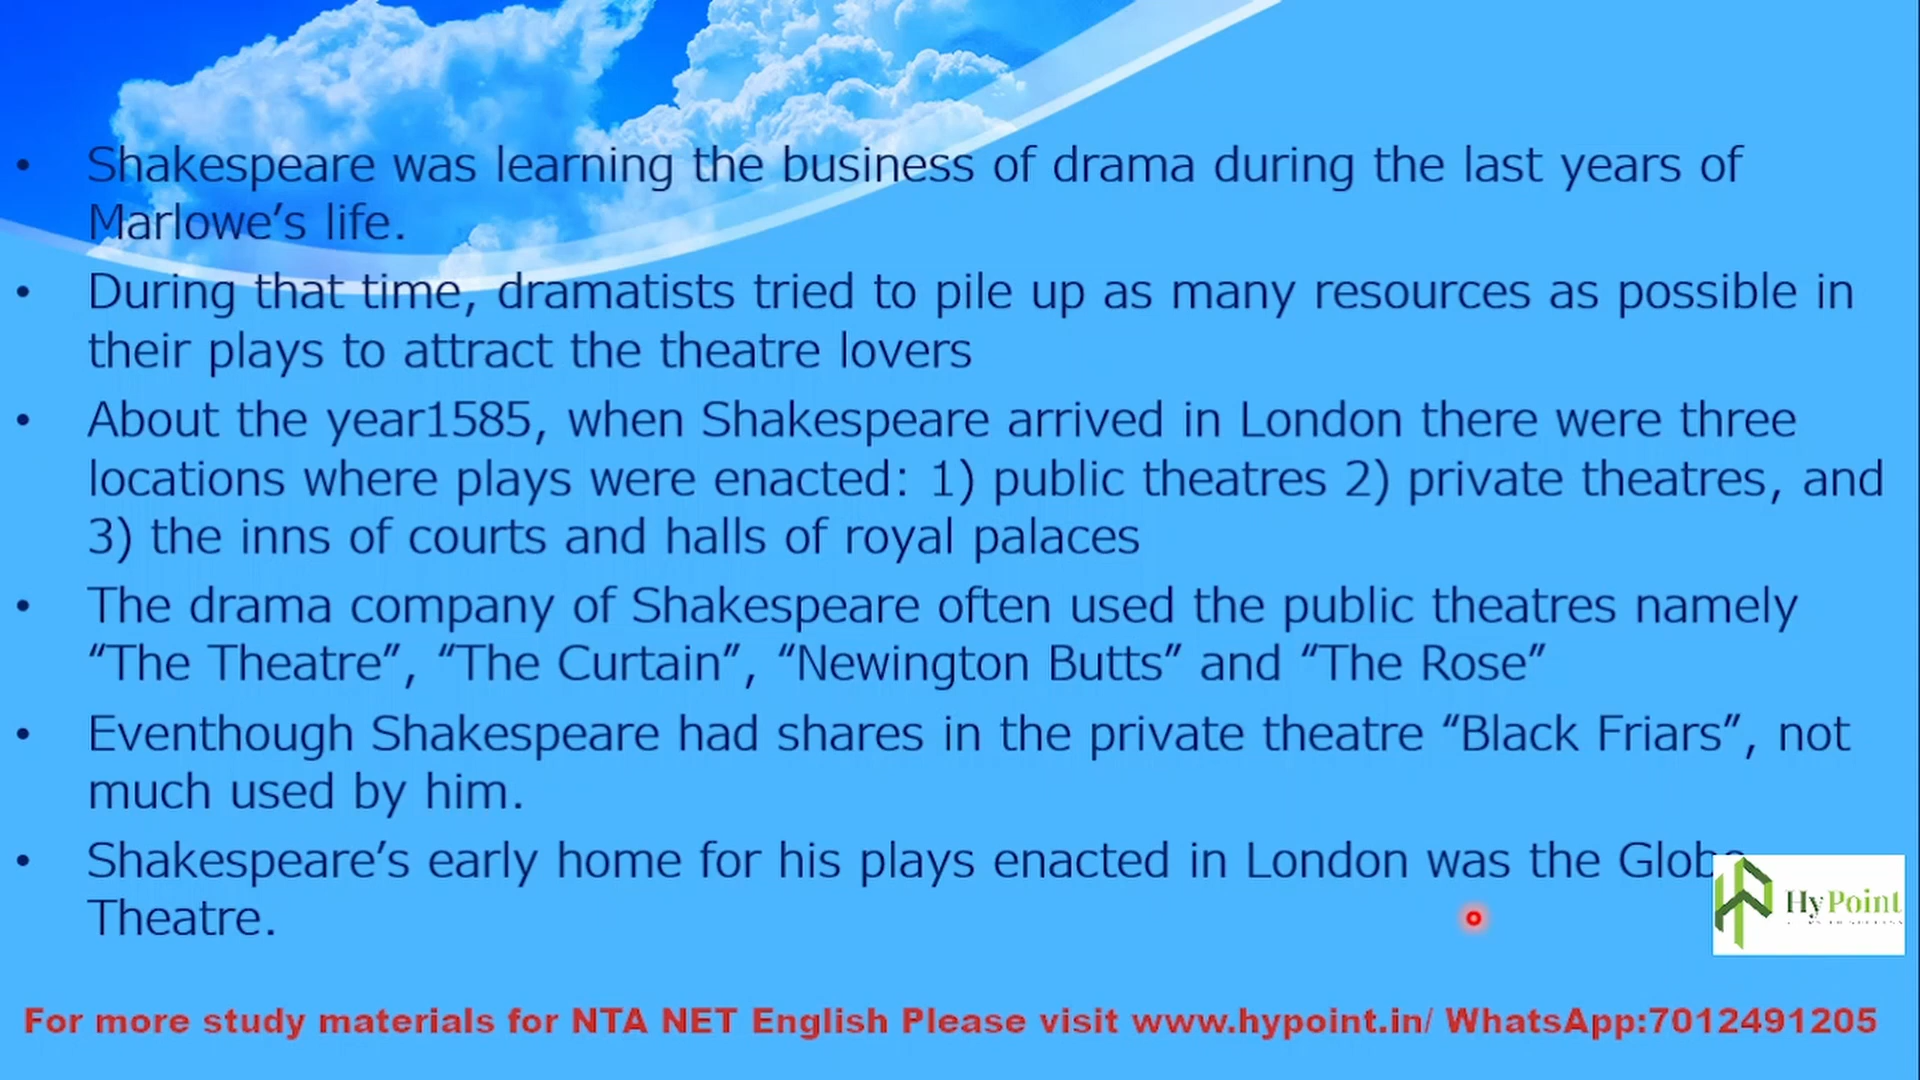 • Shakespeare was learning the business of drama during the last years of
Marlowe’s life.
• During that time, dramatists tried to pile up as many resources as possible in
their plays to attract the theatre lovers
• About the year1585, when Shakespeare arrived in London there were three
locations where plays were enacted: 1) public theatres 2) private theatres, and
3) the inns of courts and halls of royal palaces
• The drama company of Shakespeare often used the public theatres namely
“The Theatre”, “The Curtain”, “Newington Butts” and “The Rose”
• Eventhough Shakespeare had shares in the private theatre “Black Friars”, not
much used by him.
• Shakespeare’s early home for his plays enacted in London was the Globe
Theatre.
Hy Point
For more study materials for NTA NET English Please visit www.hypoint.in/ WhatsApp:7012491205